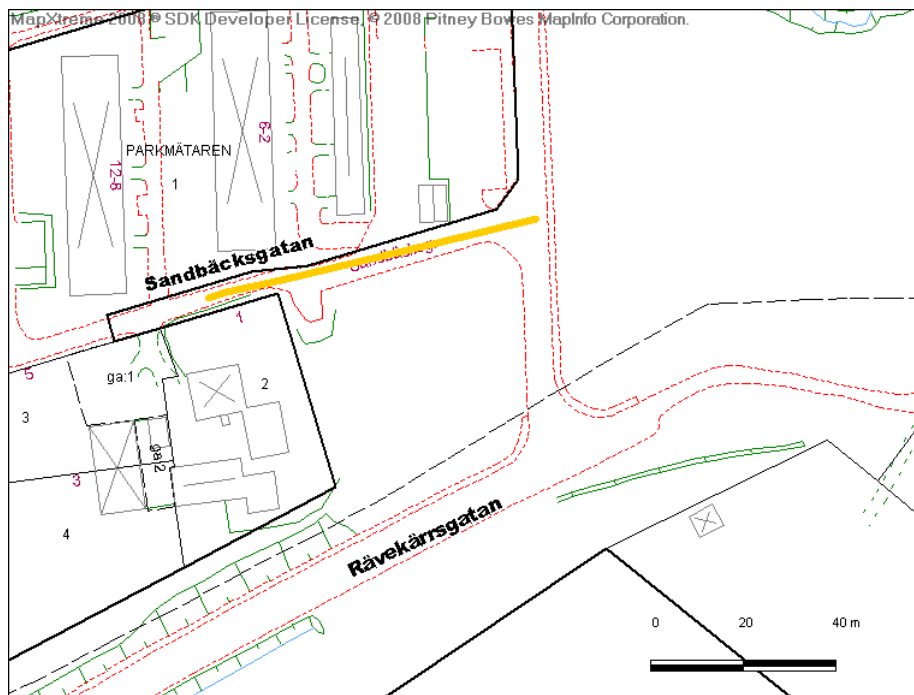 MapXtreme 2008 ® SDK Developer License, © 2008 Pitney Bowes MapInfo Corporation.
6-2
PARKMÄTAREN
12-8
1
Sandbäcksgatan
1
5
ga:1
2
3
ga:2
3
4
Rävekärrsgatan
0 20 40 m